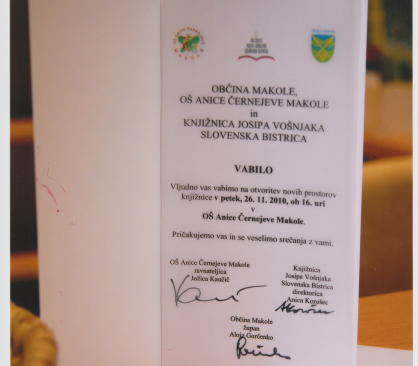 OBČINA MAKOLE,
OŠ ANICE ČERNEJEVE MAKOLE
in
KNJIŽNICA JOSIPA VOŠNJAKA
SLOVENSKA BISTRICA
VABILO
Vljudno vas vabimo na otvoritev novih prostorov
knjižnice v petek, 26. 11. 2010, ob 16. uri
v
OŠ Anice Černejeve Makole.
Pričakujemo vas in se veselimo srečanja z vami.
OŠ Anice Černejeve Makole
ravnateljica
Jožica Kaučič
Knjižnica
Josipa Vošnjaka
Slovenska Bistrica
direktorica
Anica Korošec
Občina Makole
župan
Alojz Gorčenko